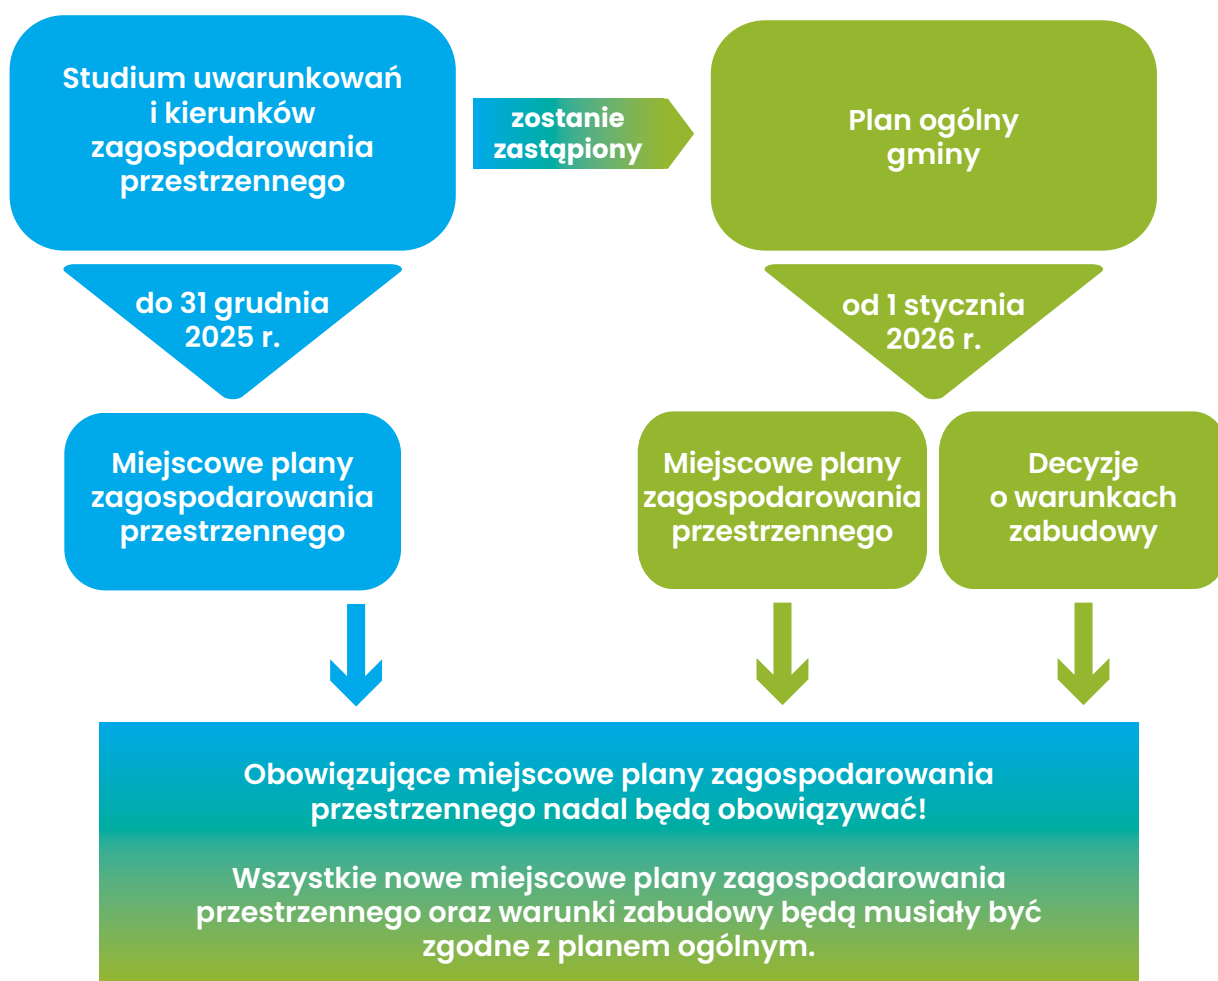 Studium uwarunkowań
i kierunków
zagospodarowania
przestrzennego
zostanie
zastąpiony
Plan ogólny
gminy
do 31 grudnia
2025 r.
od 1 stycznia
2026 r.
Miejscowe plany
zagospodarowania
przestrzennego
Miejscowe plany
zagospodarowania
przestrzennego
Decyzje
o warunkach
zabudowy
Obowiązujące miejscowe plany zagospodarowania
przestrzennego nadal będą obowiązywać!
Wszystkie nowe miejscowe plany zagospodarowania
przestrzennego oraz warunki zabudowy będą musiały być
zgodne z planem ogólnym.